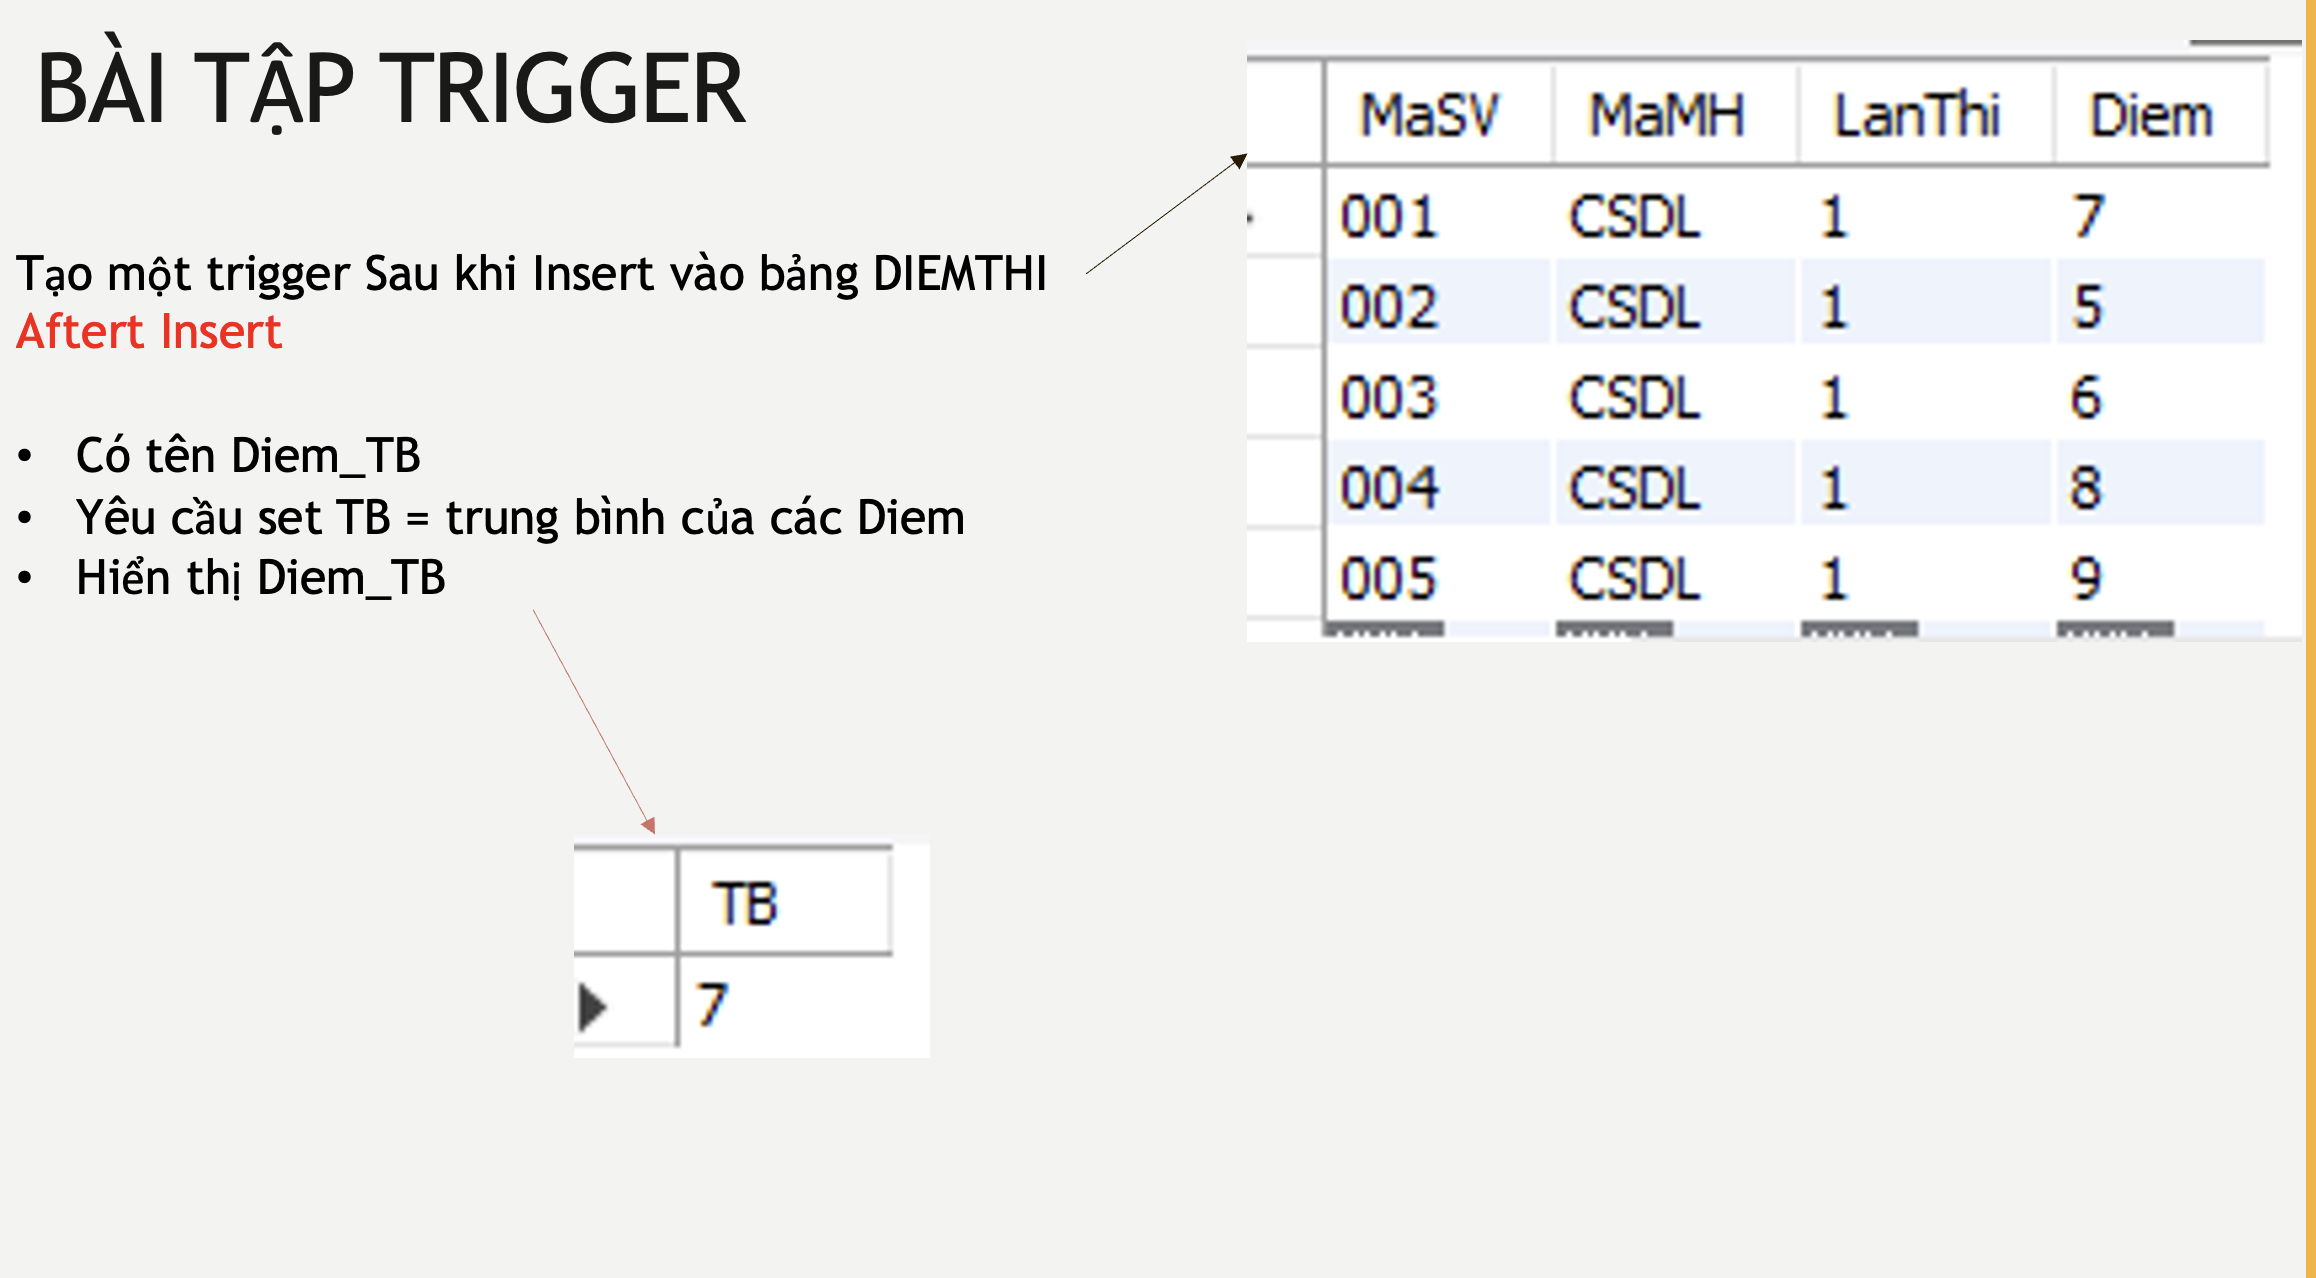 BÀI TẬP TRIGGER
Tạo một trigger Sau khi Insert vào bảng DIEMTHI
Aftert Insert
• Có tên Diem_TB
• Yêu cầu set TB = trung bình của các Diem
• Hiển thị Diem_TB
MaSV MaMH LanThi Diem
001 CSDL 1 7
002 CSDL 1 5
003 CSDL 1 6
004 CSDL 1 8
005 CSDL 1 9
TB
7